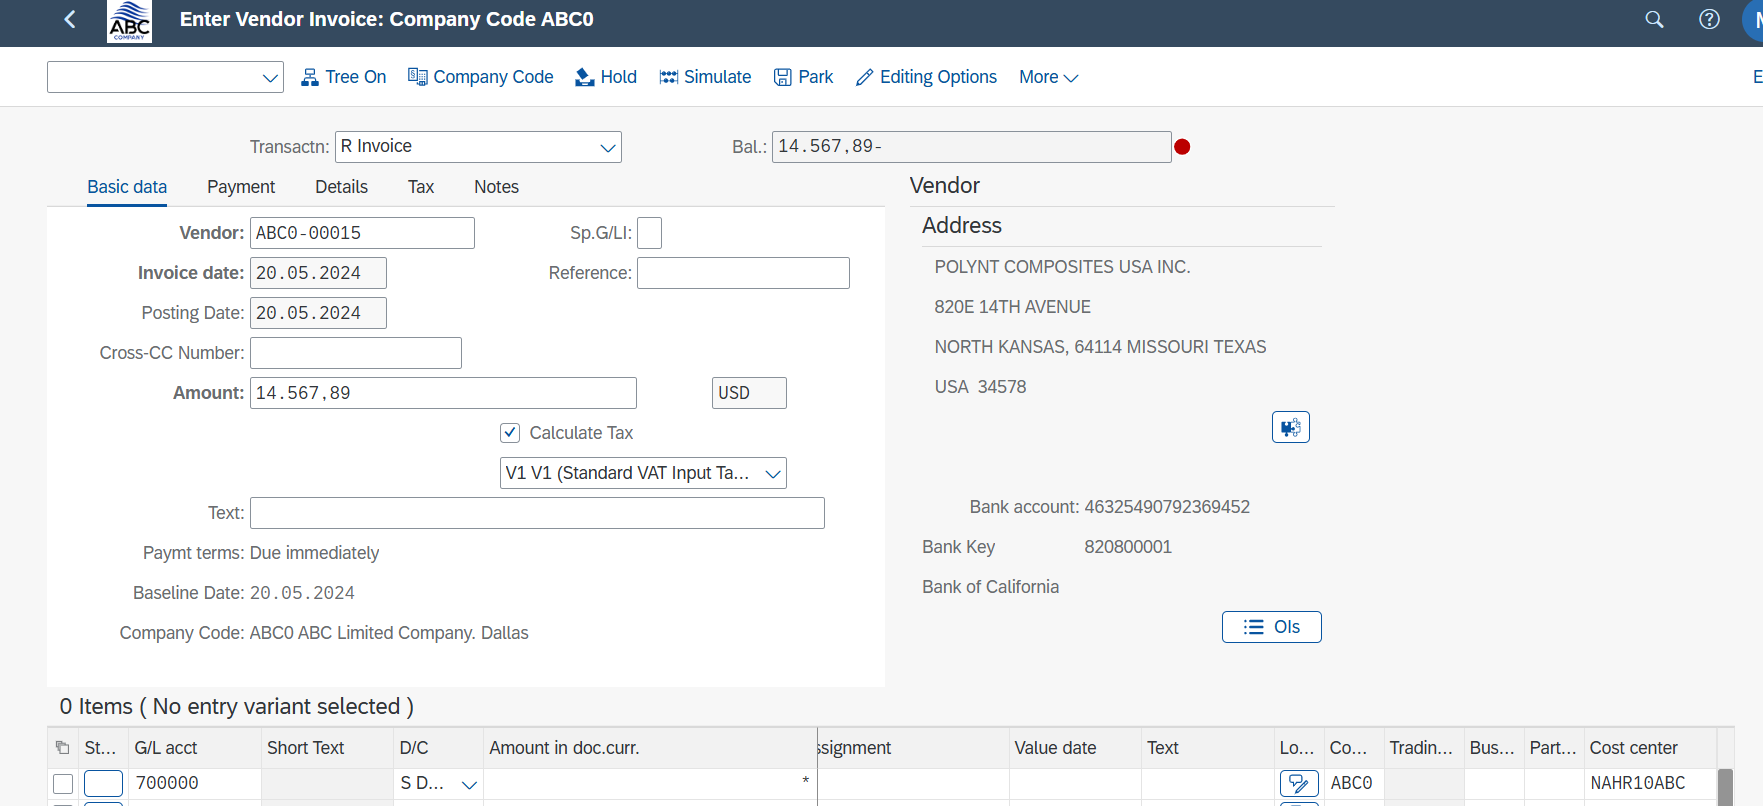 ABC
COMPANY
Enter Vendor Invoice: Company Code ABC0
Tree On
Company Code
Hold
Simulate
Park
Editing Options
More
E
Transactn: R Invoice
Bal.: 14.567,89-
Basic data
Payment
Details
Tax
Notes
Vendor: ABC0-00015
Sp.G/LI:
Invoice date: 20.05.2024
Reference:
Posting Date: 20.05.2024
Cross-CC Number:
Amount: 14.567,89
USD
Calculate Tax
V1 V1 (Standard VAT Input Ta...
Text:
Paymt terms: Due immediately
Baseline Date: 20.05.2024
Company Code: ABC0 ABC Limited Company. Dallas
Vendor
Address
POLYNT COMPOSITES USA INC.
820E 14TH AVENUE
NORTH KANSAS, 64114 MISSOURI TEXAS
USA 34578
Bank account: 46325490792369452
Bank Key 820800001
Bank of California
OIs
0 Items ( No entry variant selected )
St... G/L acct Short Text D/C Amount in doc.curr. signment Value date Text Lo... Co... Tradin... Bus... Part... Cost center
700000 S D... * ABC0 NAHR10ABC